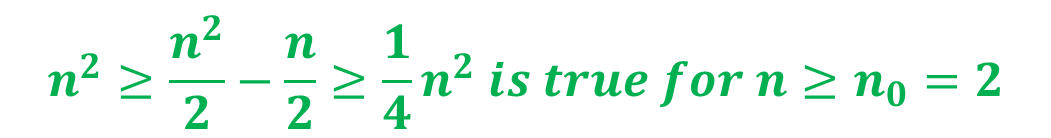 n² ≥ n²/2 − n/2 ≥ 1/4 n² is true for n ≥ n₀ = 2